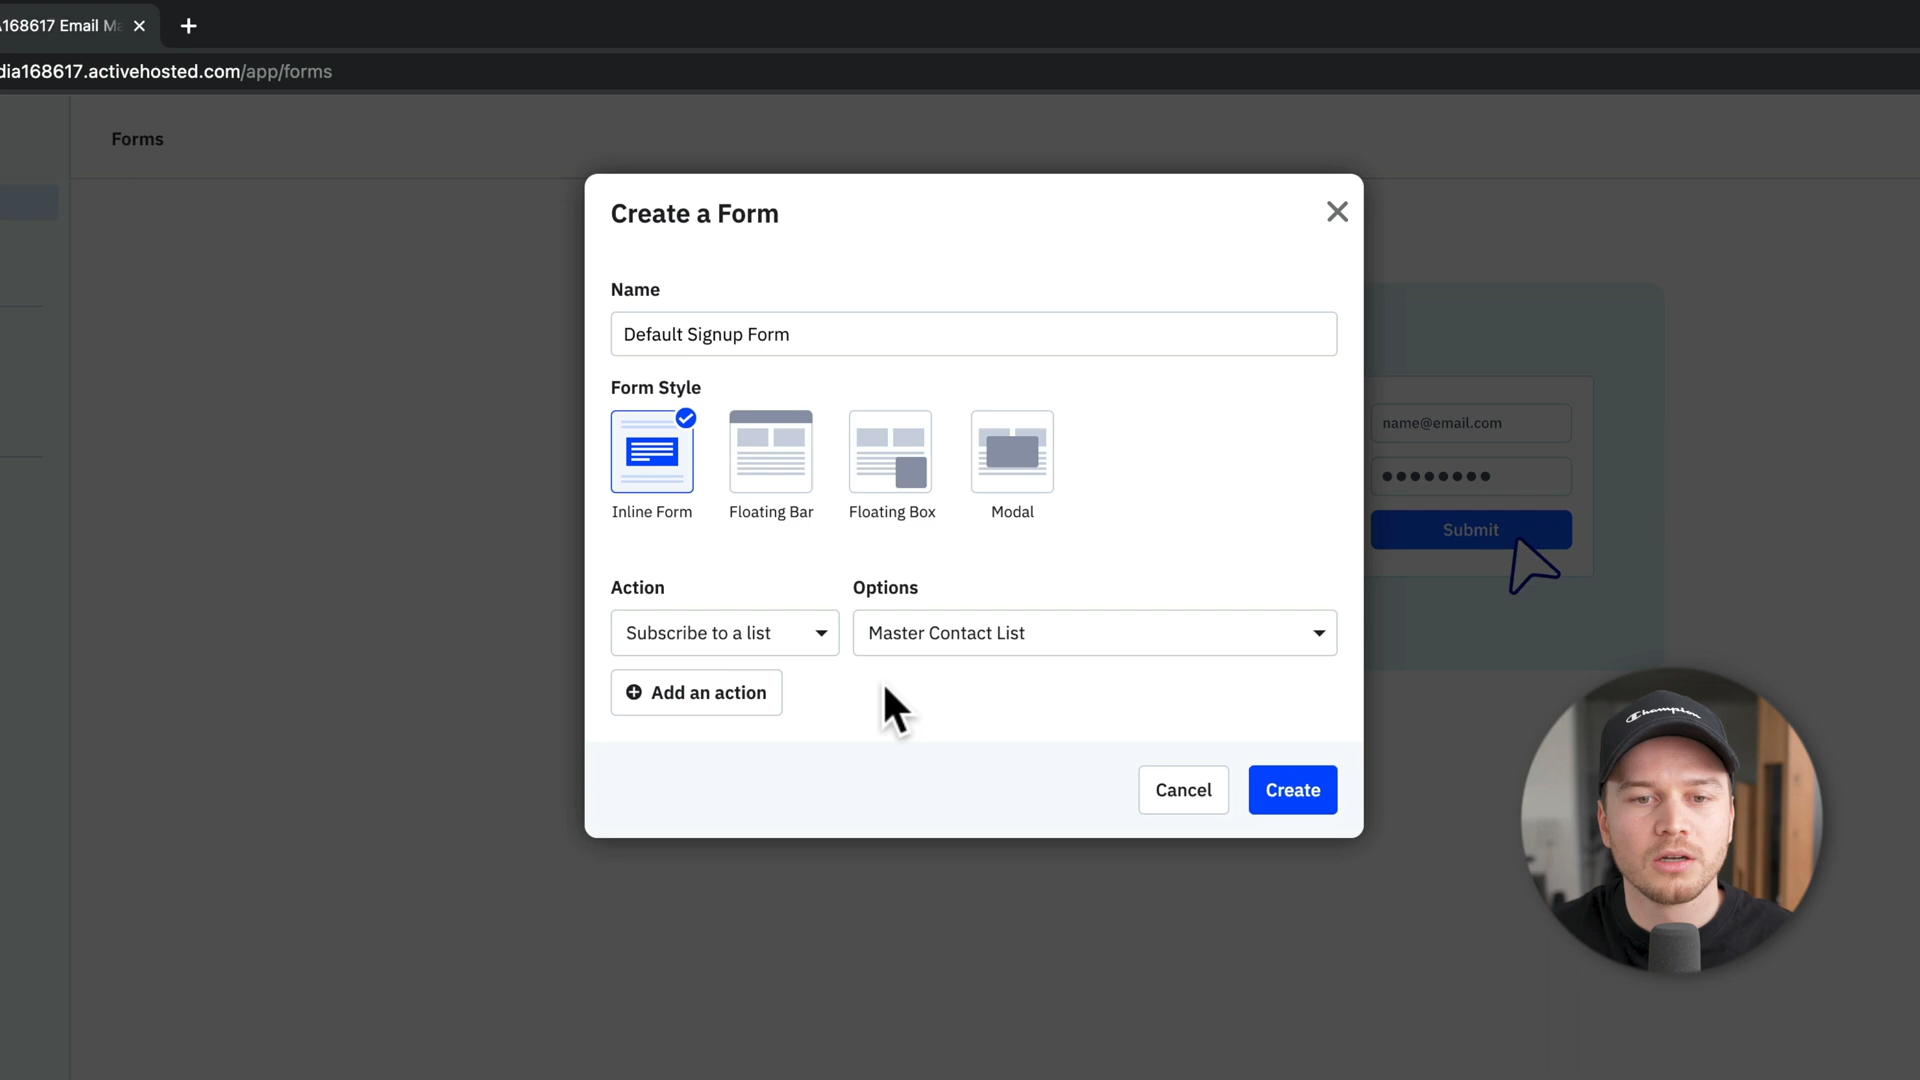 168617 Email Ma
dia168617.activehosted.com/app/forms
Forms
Create a Form
Name
Default Signup Form
Form Style
Inline Form
Floating Bar
Floating Box
Modal
name@email.com
Submit
Action
Options
Subscribe to a list
Master Contact List
Add an action
Cancel
Create
Champion